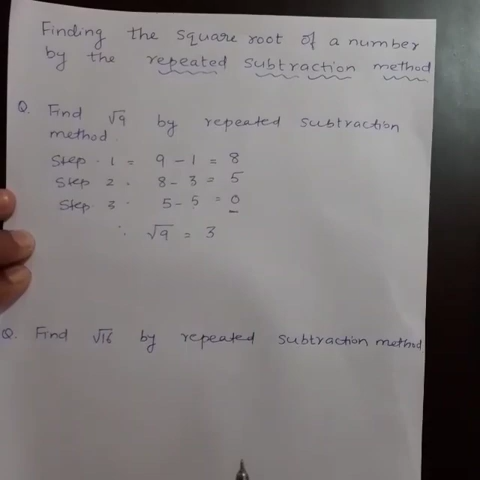 Finding the square root of a number
by the repeated subtraction method
Q. Find √9 by repeated subtraction
method.
Step 1 = 9 - 1 = 8
Step 2. 8 - 3 = 5
Step 3. 5 - 5 = 0
∴ √9 = 3
Q. Find √16 by repeated subtraction method